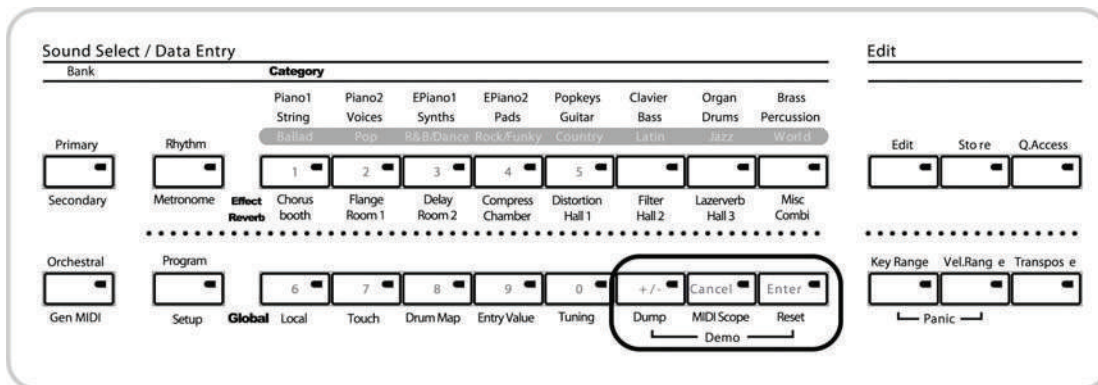 Sound Select / Data Entry Edit
Bank Category
Piano1 Piano2 EPiano1 EPiano2 Popkeys Clavier Organ Brass
String Voices Synths Pads Guitar Bass Drums Percussion
Ballad Pop R&B/Dance Rock/Funky Country Latin Jazz World
Primary Rhythm Edit Sto re Q.Access
1 2 3 4 5
Secondary Metronome Effect Chorus Flange Delay Compress Distortion Filter Lazerverb Misc
Reverb booth Room 1 Room 2 Chamber Hall 1 Hall 2 Hall 3 Combi
Orchestral Program Key Range Vel.Rang e Transpos e
6 7 8 9 0 +/- Cancel Enter
Gen MIDI Setup Global Local Touch Drum Map Entry Value Tuning Dump MIDI Scope Reset Panic
Demo